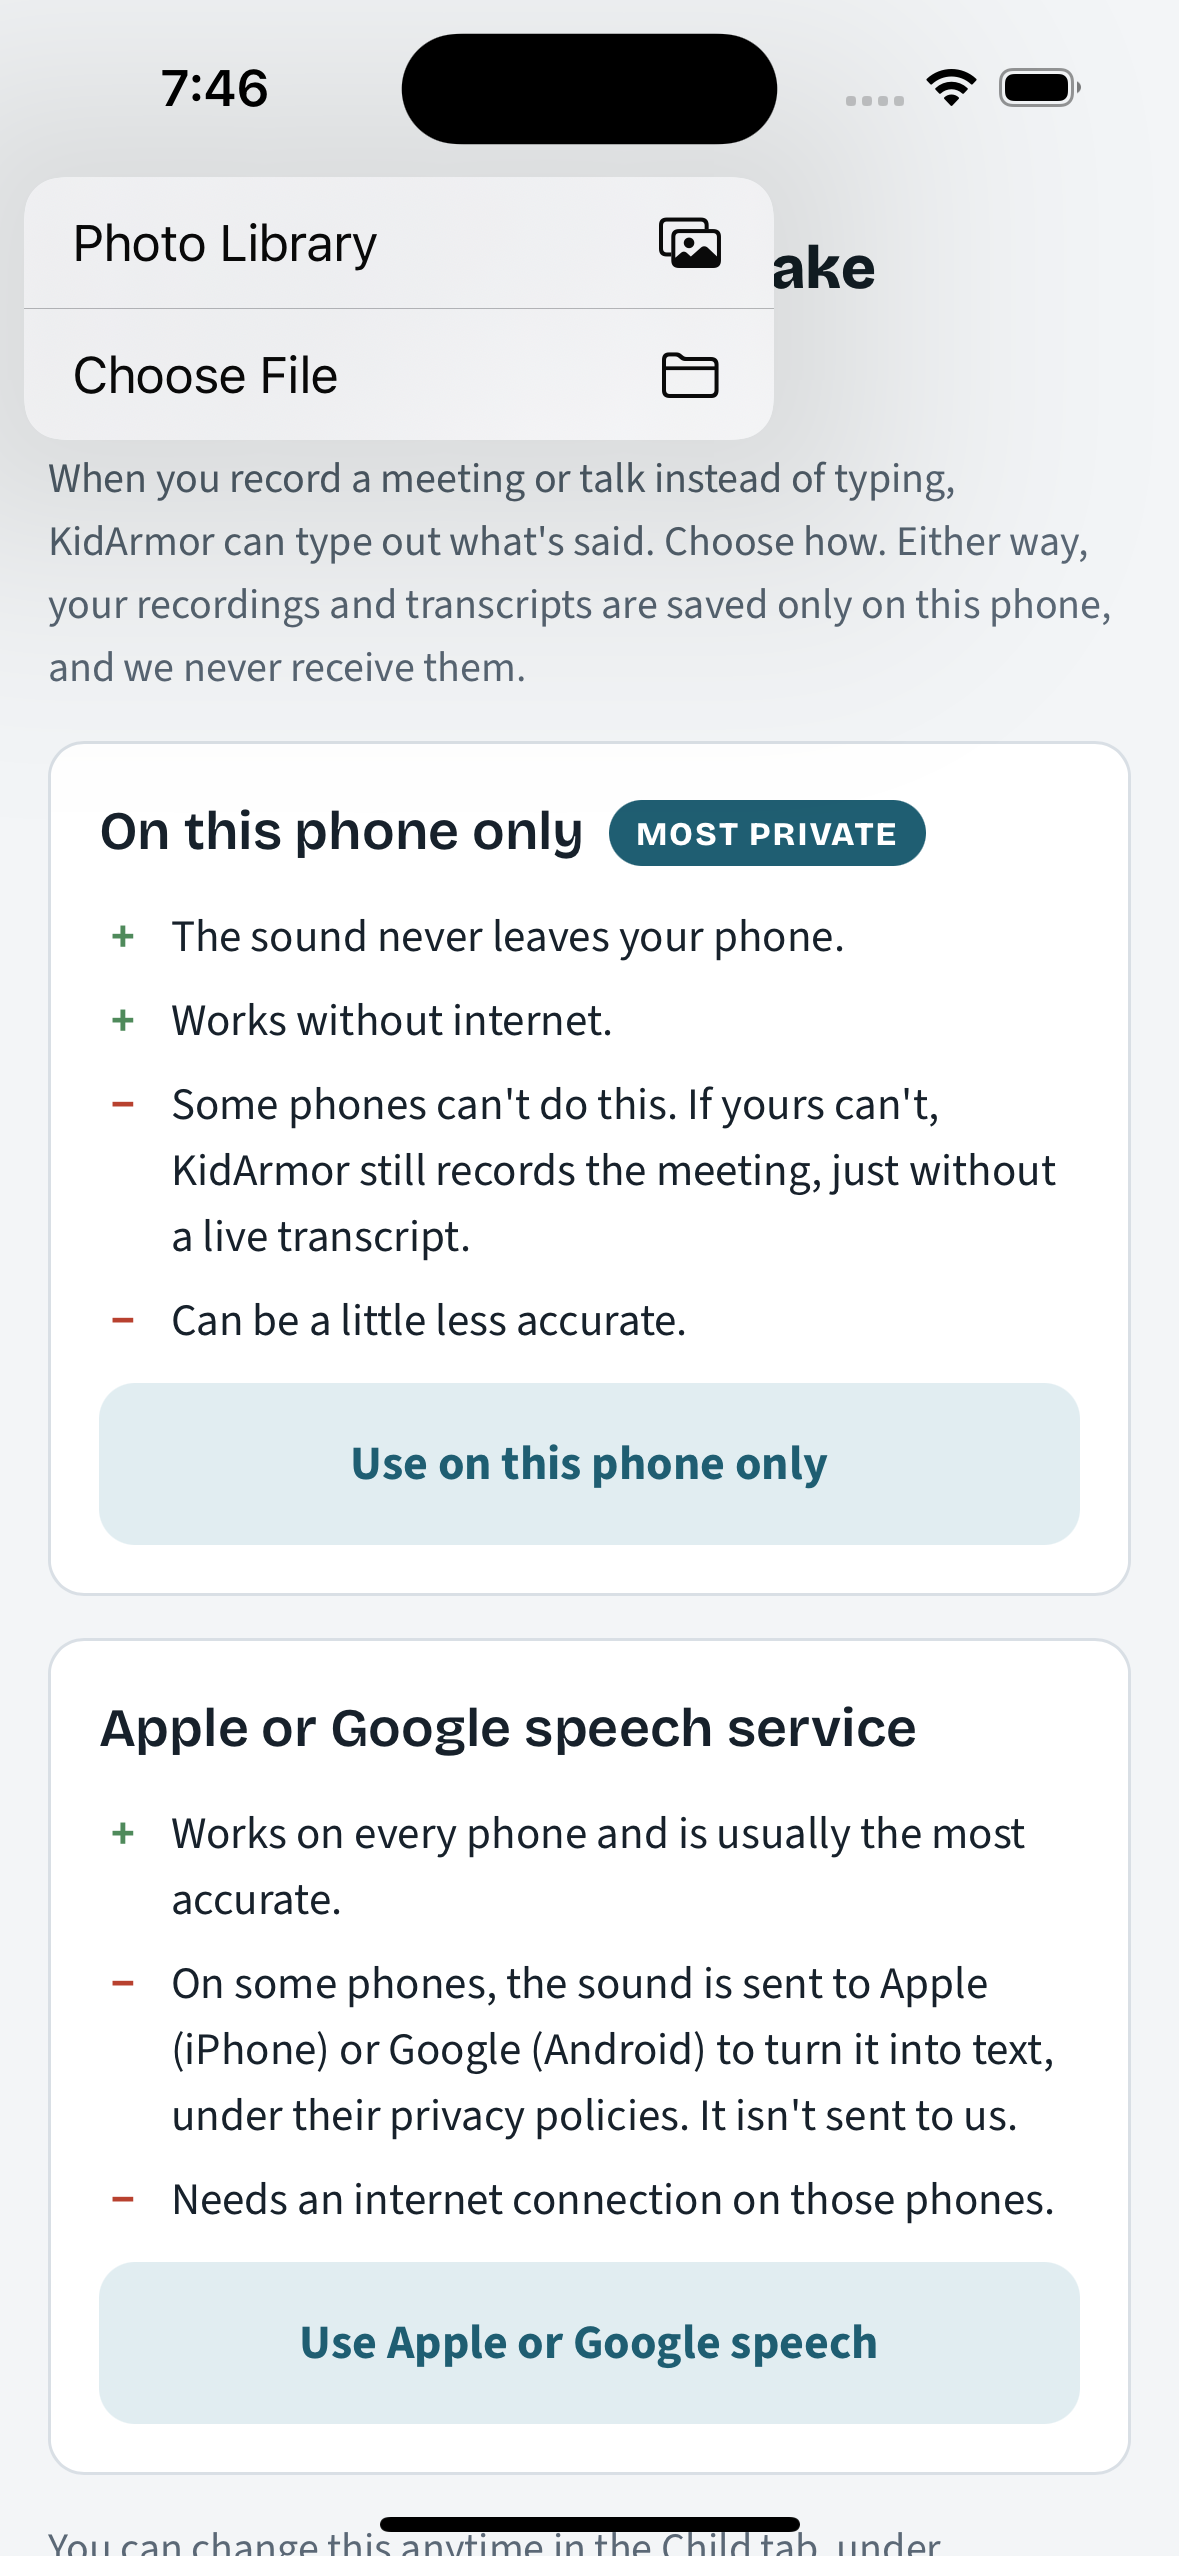 7:46
Photo Library
Choose File
ake
When you record a meeting or talk instead of typing,
KidArmor can type out what's said. Choose how. Either way,
your recordings and transcripts are saved only on this phone,
and we never receive them.
On this phone only
MOST PRIVATE
+ The sound never leaves your phone.
+ Works without internet.
– Some phones can't do this. If yours can't,
KidArmor still records the meeting, just without
a live transcript.
– Can be a little less accurate.
Use on this phone only
Apple or Google speech service
+ Works on every phone and is usually the most
accurate.
– On some phones, the sound is sent to Apple
(iPhone) or Google (Android) to turn it into text,
under their privacy policies. It isn't sent to us.
– Needs an internet connection on those phones.
Use Apple or Google speech
You can change this anytime in the Child tab, under